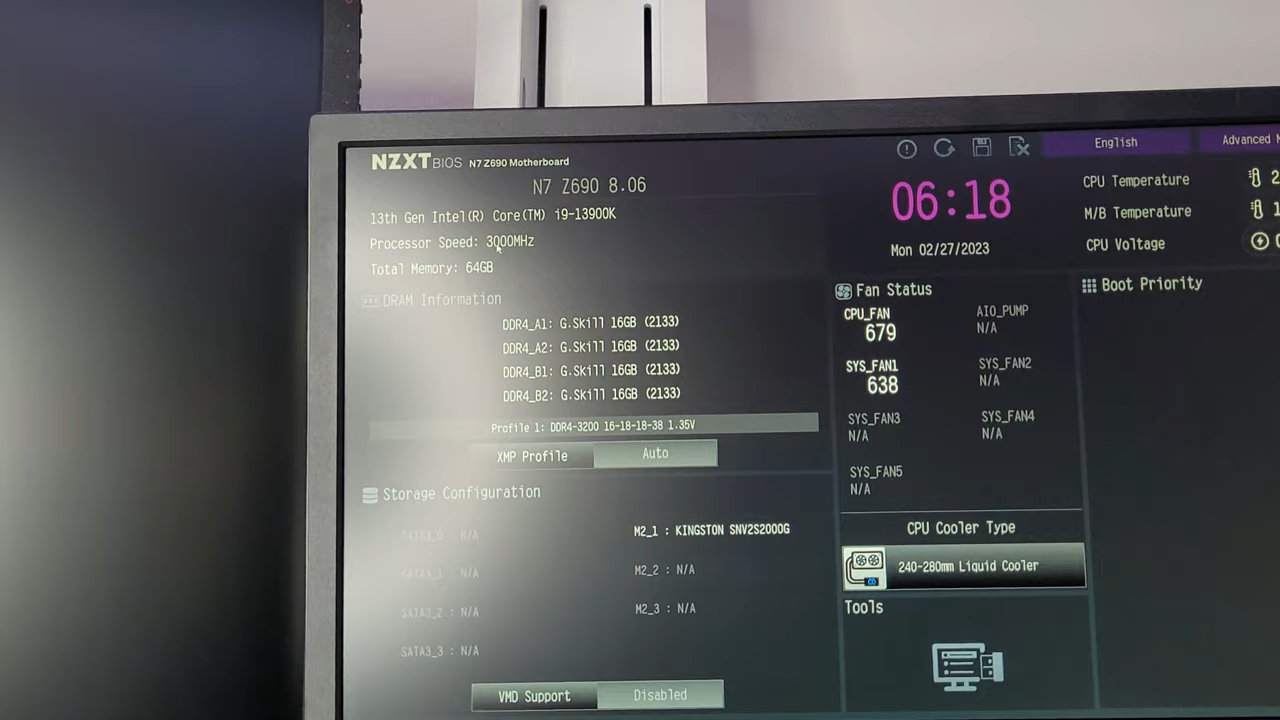 NZXT BIOS N7 Z690 Motherboard
English
Advanced
N7 Z690 8.06
13th Gen Intel(R) Core(TM) i9-13900K
Processor Speed: 3000MHz
Total Memory: 64GB
06:18
Mon 02/27/2023
CPU Temperature
M/B Temperature
CPU Voltage
DRAM Information
DDR4_A1: G.Skill 16GB (2133)
DDR4_A2: G.Skill 16GB (2133)
DDR4_B1: G.Skill 16GB (2133)
DDR4_B2: G.Skill 16GB (2133)
Profile 1: DDR4-3200 16-18-18-38 1.35V
XMP Profile
Auto
Storage Configuration
SATA3_0 : N/A
SATA3_1 : N/A
SATA3_2 : N/A
SATA3_3 : N/A
M2_1 : KINGSTON SNV2S2000G
M2_2 : N/A
M2_3 : N/A
VMD Support
Disabled
Fan Status
CPU_FAN
679
AIO_PUMP
N/A
SYS_FAN1
638
SYS_FAN2
N/A
SYS_FAN3
N/A
SYS_FAN4
N/A
SYS_FAN5
N/A
CPU Cooler Type
240-280mm Liquid Cooler
Tools
Boot Priority